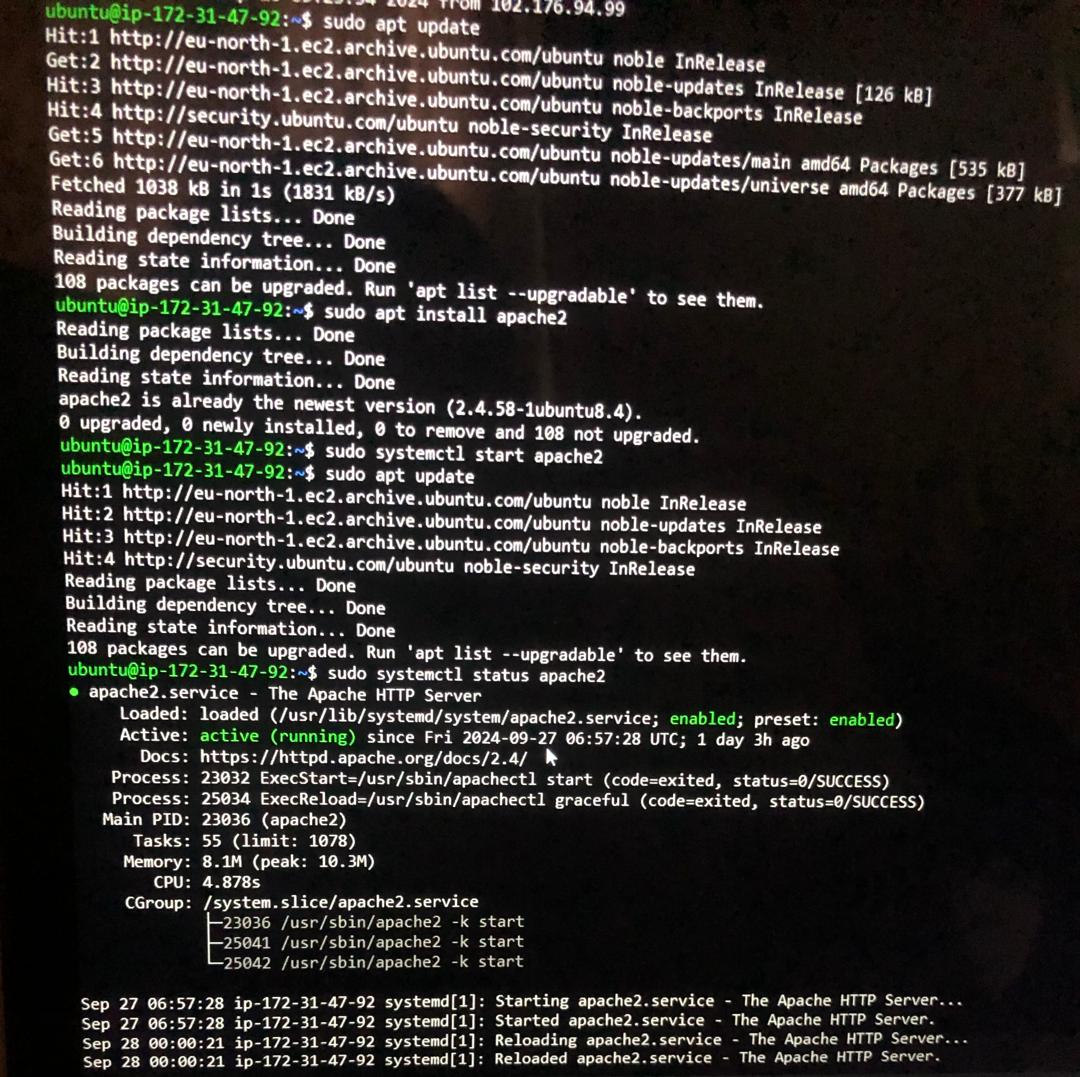 2024 from 102.176.94.99
ubuntu@ip-172-31-47-92:~$ sudo apt update
Hit:1 http://eu-north-1.ec2.archive.ubuntu.com/ubuntu noble InRelease
Get:2 http://eu-north-1.ec2.archive.ubuntu.com/ubuntu noble-updates InRelease [126 kB]
Hit:3 http://eu-north-1.ec2.archive.ubuntu.com/ubuntu noble-backports InRelease
Hit:4 http://security.ubuntu.com/ubuntu noble-security InRelease
Get:5 http://eu-north-1.ec2.archive.ubuntu.com/ubuntu noble-updates/main amd64 Packages [535 kB]
Get:6 http://eu-north-1.ec2.archive.ubuntu.com/ubuntu noble-updates/universe amd64 Packages [377 kB]
Fetched 1038 kB in 1s (1831 kB/s)
Reading package lists... Done
Building dependency tree... Done
Reading state information... Done
108 packages can be upgraded. Run 'apt list --upgradable' to see them.
ubuntu@ip-172-31-47-92:~$ sudo apt install apache2
Reading package lists... Done
Building dependency tree... Done
Reading state information... Done
apache2 is already the newest version (2.4.58-1ubuntu8.4).
0 upgraded, 0 newly installed, 0 to remove and 108 not upgraded.
ubuntu@ip-172-31-47-92:~$ sudo systemctl start apache2
ubuntu@ip-172-31-47-92:~$ sudo apt update
Hit:1 http://eu-north-1.ec2.archive.ubuntu.com/ubuntu noble InRelease
Hit:2 http://eu-north-1.ec2.archive.ubuntu.com/ubuntu noble-updates InRelease
Hit:3 http://eu-north-1.ec2.archive.ubuntu.com/ubuntu noble-backports InRelease
Hit:4 http://security.ubuntu.com/ubuntu noble-security InRelease
Reading package lists... Done
Building dependency tree... Done
Reading state information... Done
108 packages can be upgraded. Run 'apt list --upgradable' to see them.
ubuntu@ip-172-31-47-92:~$ sudo systemctl status apache2
● apache2.service - The Apache HTTP Server
Loaded: loaded (/usr/lib/systemd/system/apache2.service; enabled; preset: enabled)
Active: active (running) since Fri 2024-09-27 06:57:28 UTC; 1 day 3h ago
Docs: https://httpd.apache.org/docs/2.4/
Process: 23032 ExecStart=/usr/sbin/apachectl start (code=exited, status=0/SUCCESS)
Process: 25034 ExecReload=/usr/sbin/apachectl graceful (code=exited, status=0/SUCCESS)
Main PID: 23036 (apache2)
Tasks: 55 (limit: 1078)
Memory: 8.1M (peak: 10.3M)
CPU: 4.878s
CGroup: /system.slice/apache2.service
├─23036 /usr/sbin/apache2 -k start
├─25041 /usr/sbin/apache2 -k start
└─25042 /usr/sbin/apache2 -k start
Sep 27 06:57:28 ip-172-31-47-92 systemd[1]: Starting apache2.service - The Apache HTTP Server...
Sep 27 06:57:28 ip-172-31-47-92 systemd[1]: Started apache2.service - The Apache HTTP Server.
Sep 28 00:00:21 ip-172-31-47-92 systemd[1]: Reloading apache2.service - The Apache HTTP Server...
Sep 28 00:00:21 ip-172-31-47-92 systemd[1]: Reloaded apache2.service - The Apache HTTP Server.